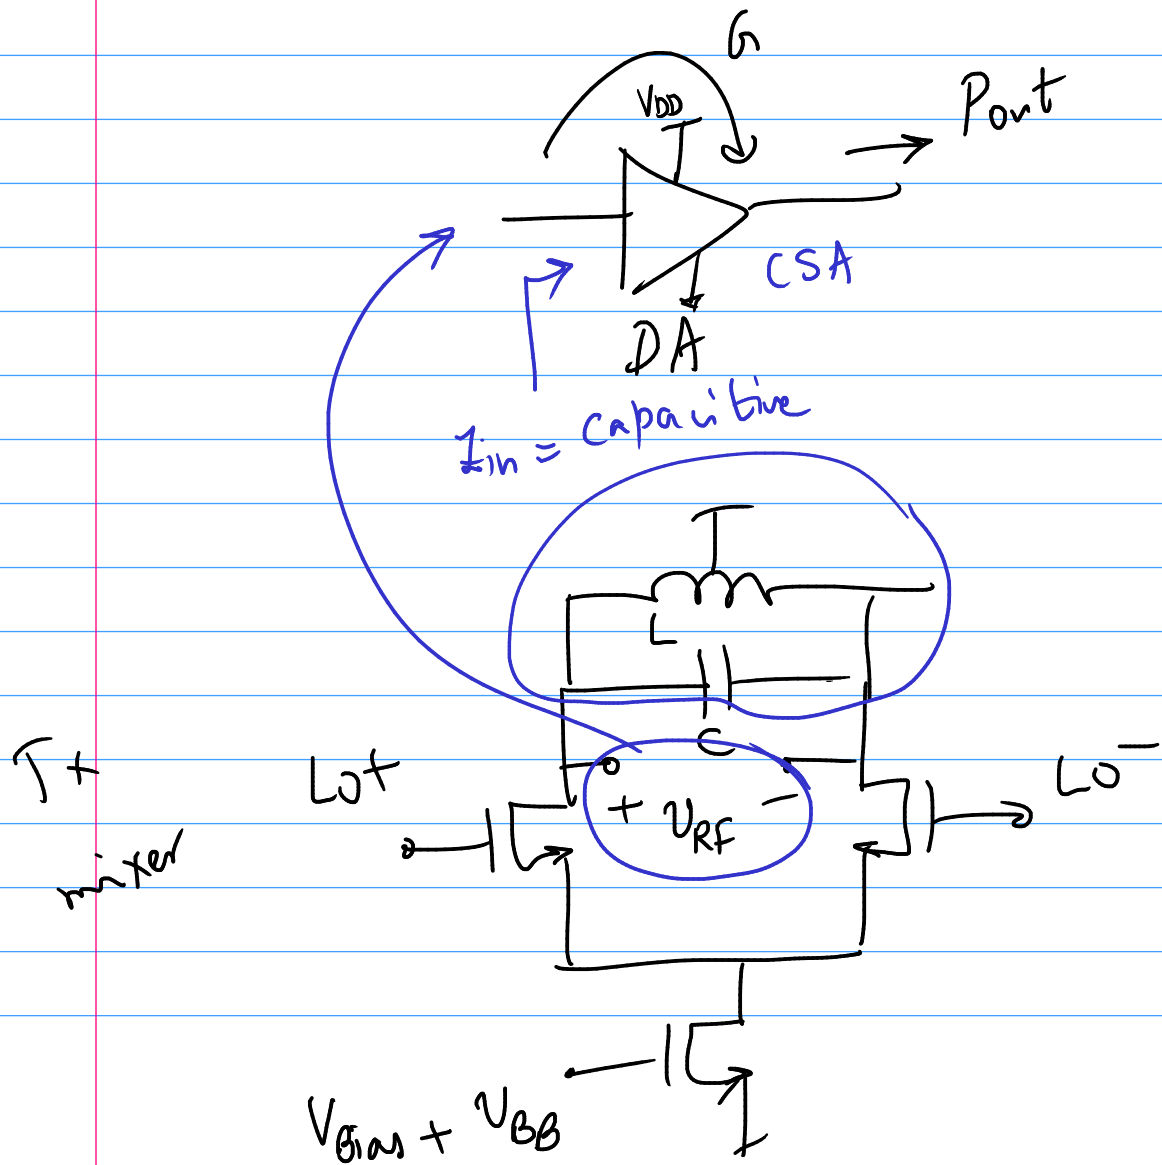 G
VDD
Pout
CSA
DA
Zin = capacitive
L
C
Tx
mixer
LO+
+ VRF −
LO−
VBias + VBB